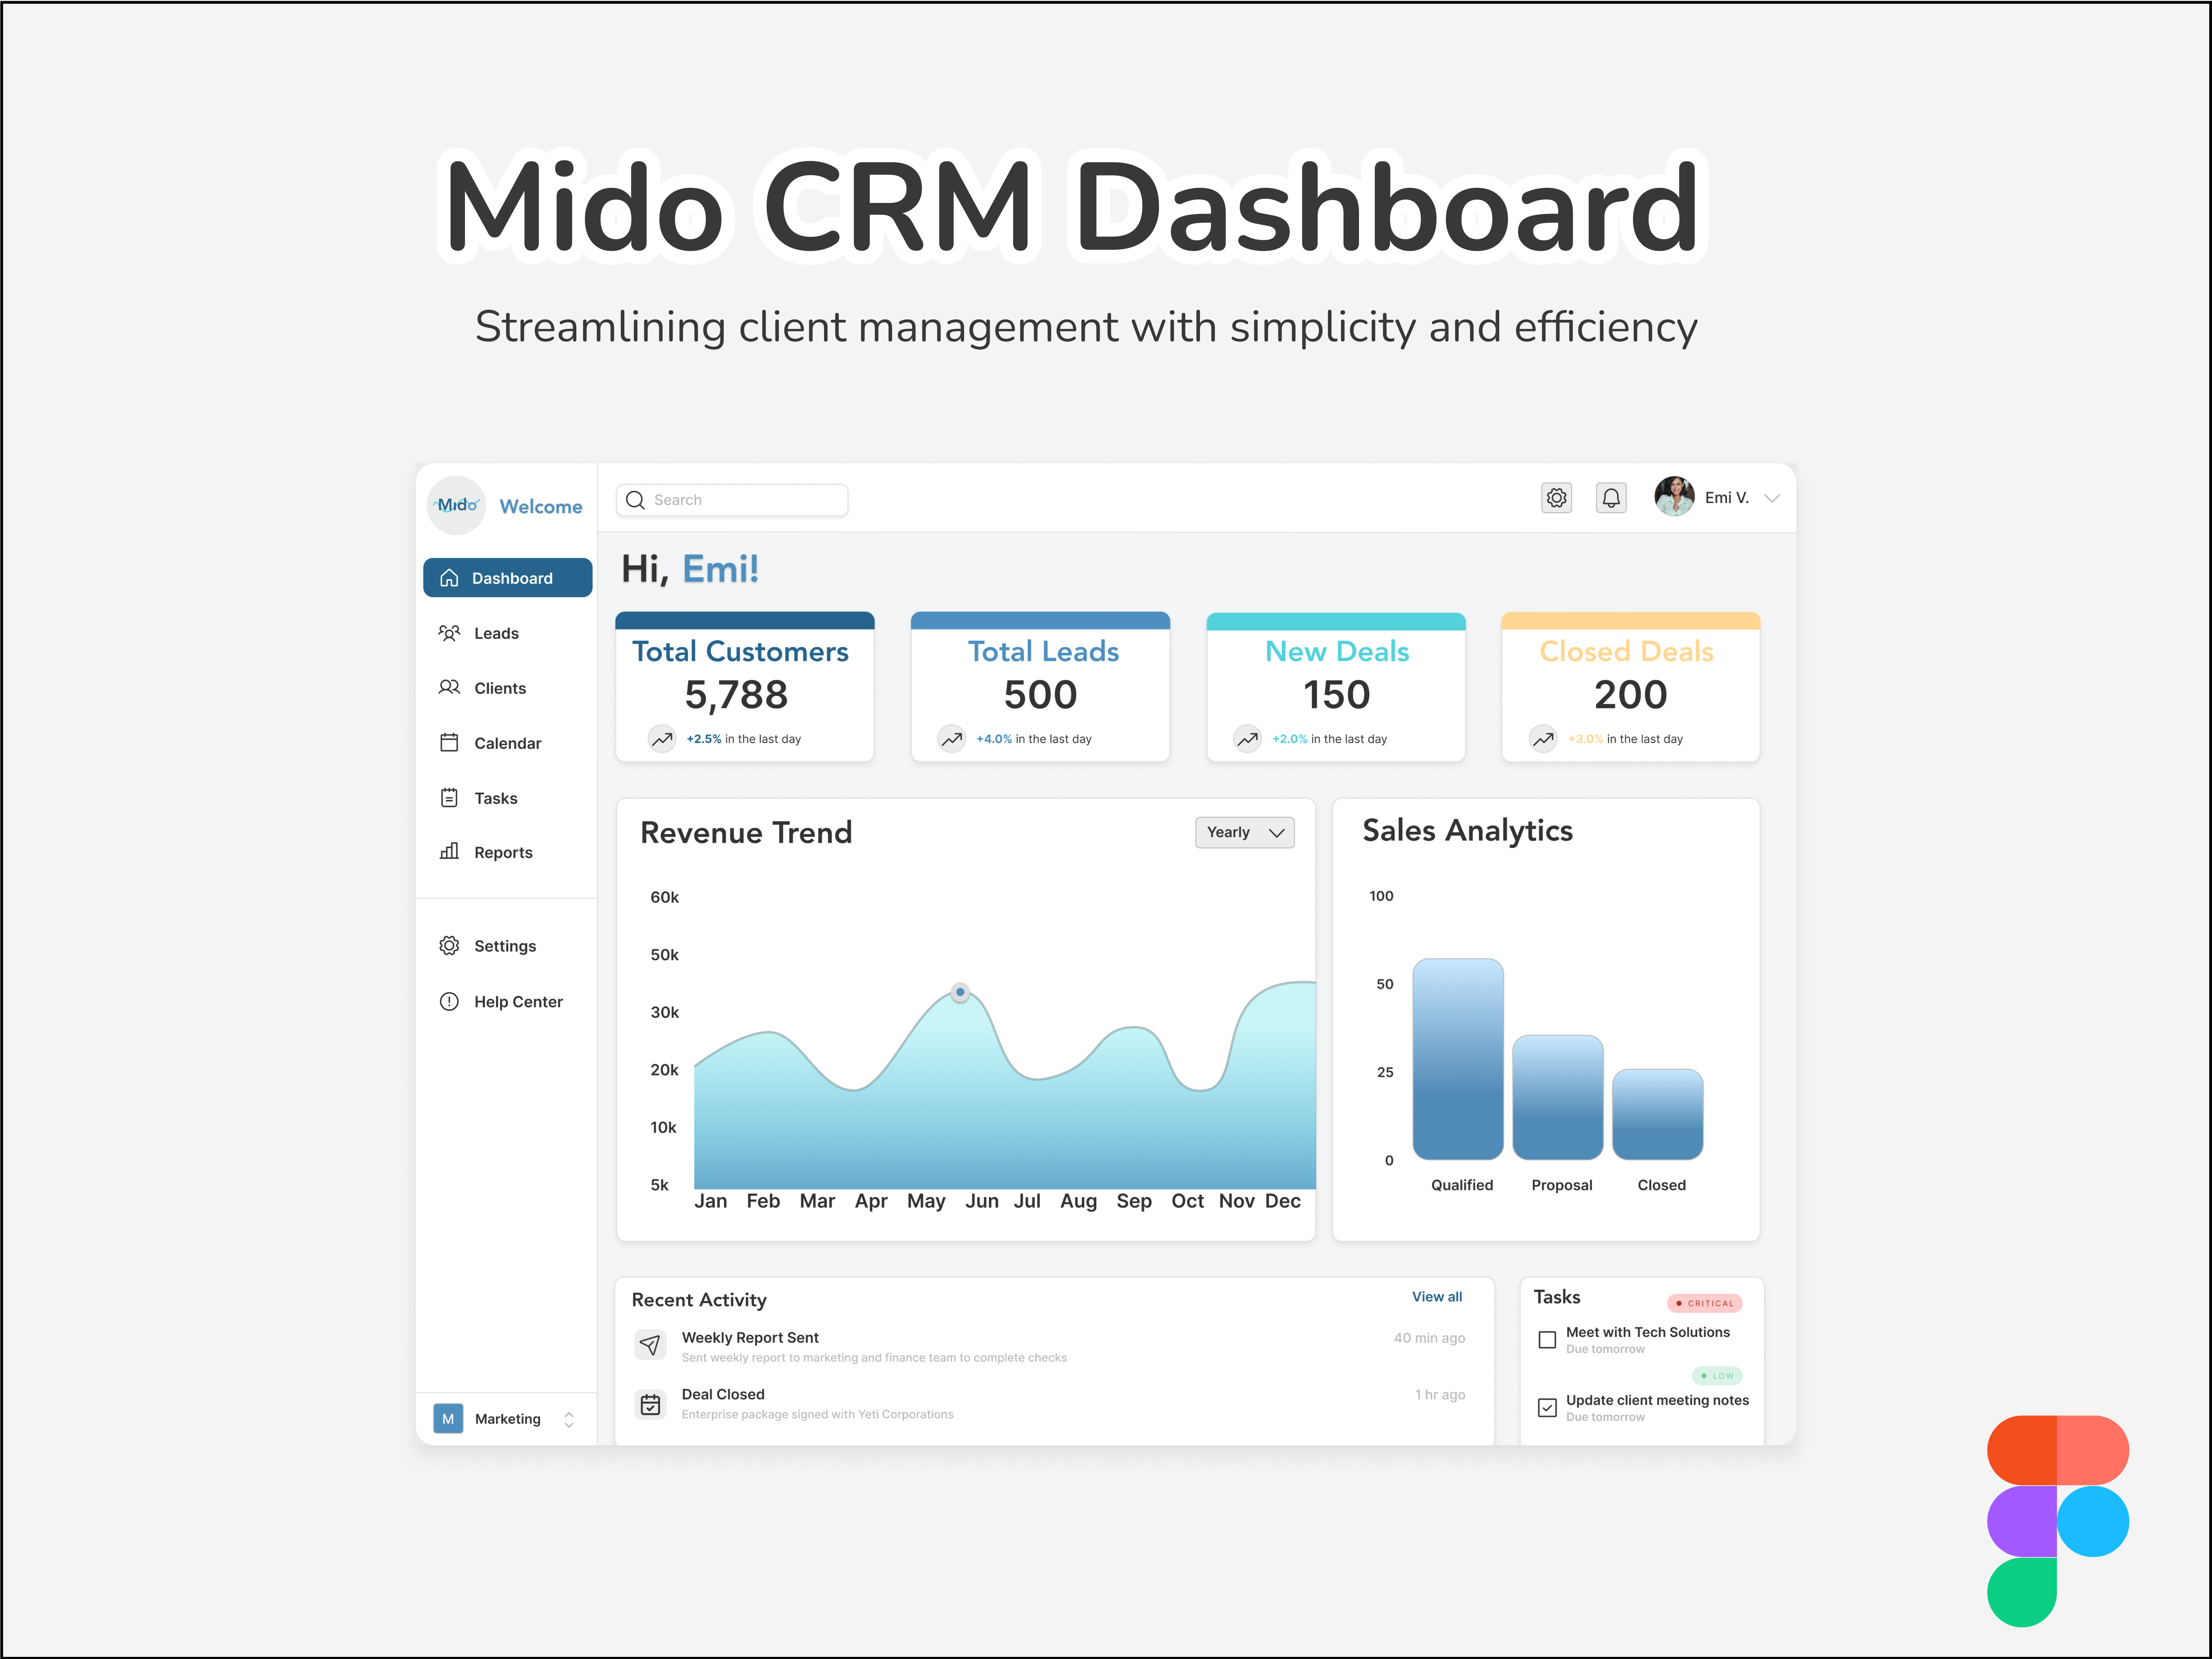 Mido CRM Dashboard
Streamlining client management with simplicity and efficiency
Mido Welcome
Search
Emi V.
Dashboard
Leads
Clients
Calendar
Tasks
Reports
Settings
Help Center
M Marketing
Hi, Emi!
Total Customers
5,788
+2.5% in the last day
Total Leads
500
+4.0% in the last day
New Deals
150
+2.0% in the last day
Closed Deals
200
+3.0% in the last day
Revenue Trend
Yearly
60k
50k
30k
20k
10k
5k
Jan Feb Mar Apr May Jun Jul Aug Sep Oct Nov Dec
Sales Analytics
100
50
25
0
Qualified Proposal Closed
Recent Activity
View all
Weekly Report Sent
40 min ago
Sent weekly report to marketing and finance team to complete checks
Deal Closed
1 hr ago
Enterprise package signed with Yeti Corporations
Tasks
CRITICAL
Meet with Tech Solutions
Due tomorrow
LOW
Update client meeting notes
Due tomorrow